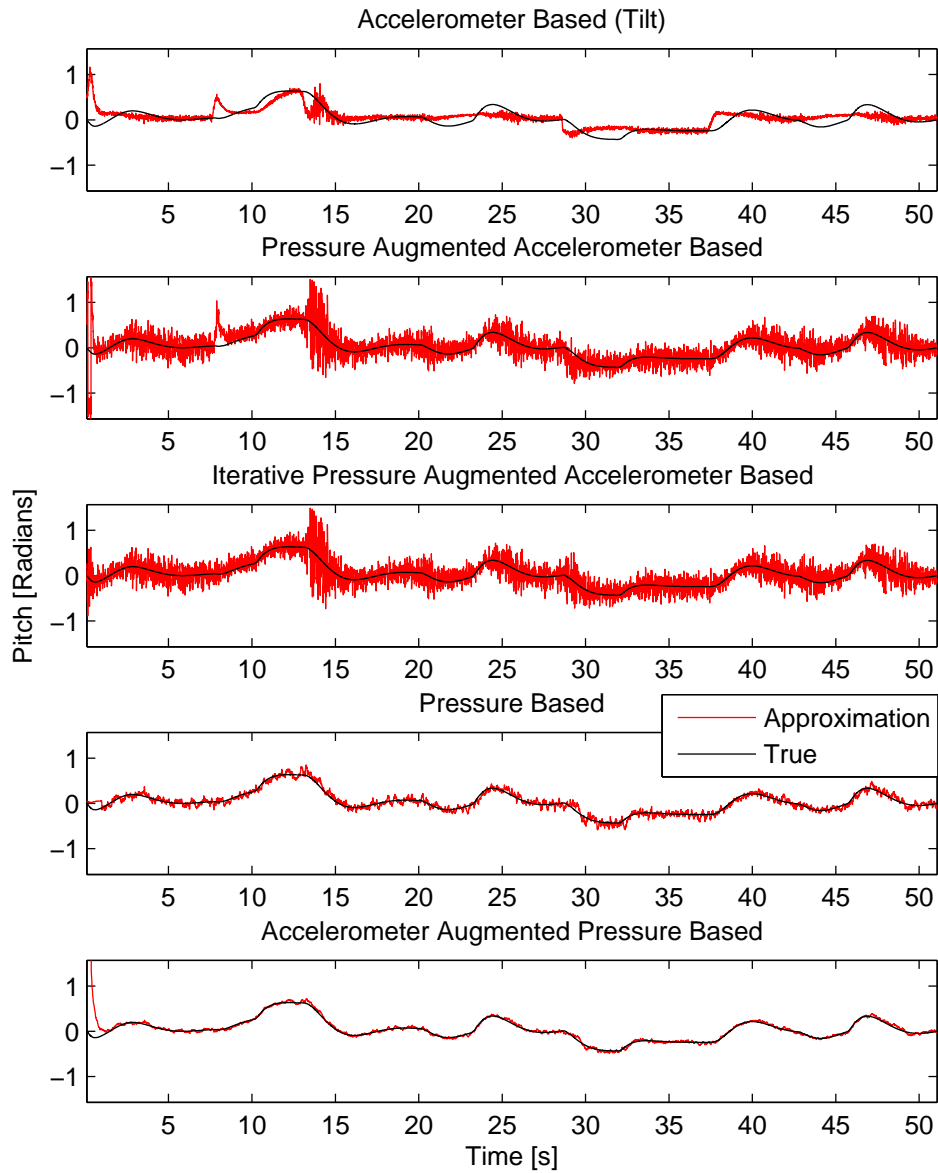 Accelerometer Based (Tilt)
1
0
−1
5 10 15 20 25 30 35 40 45 50
Pressure Augmented Accelerometer Based
1
0
−1
5 10 15 20 25 30 35 40 45 50
Iterative Pressure Augmented Accelerometer Based
1
0
−1
Pitch [Radians]
5 10 15 20 25 30 35 40 45 50
Pressure Based
Approximation
True
1
0
−1
5 10 15 20 25 30 35 40 45 50
Accelerometer Augmented Pressure Based
1
0
−1
5 10 15 20 25 30 35 40 45 50
Time [s]